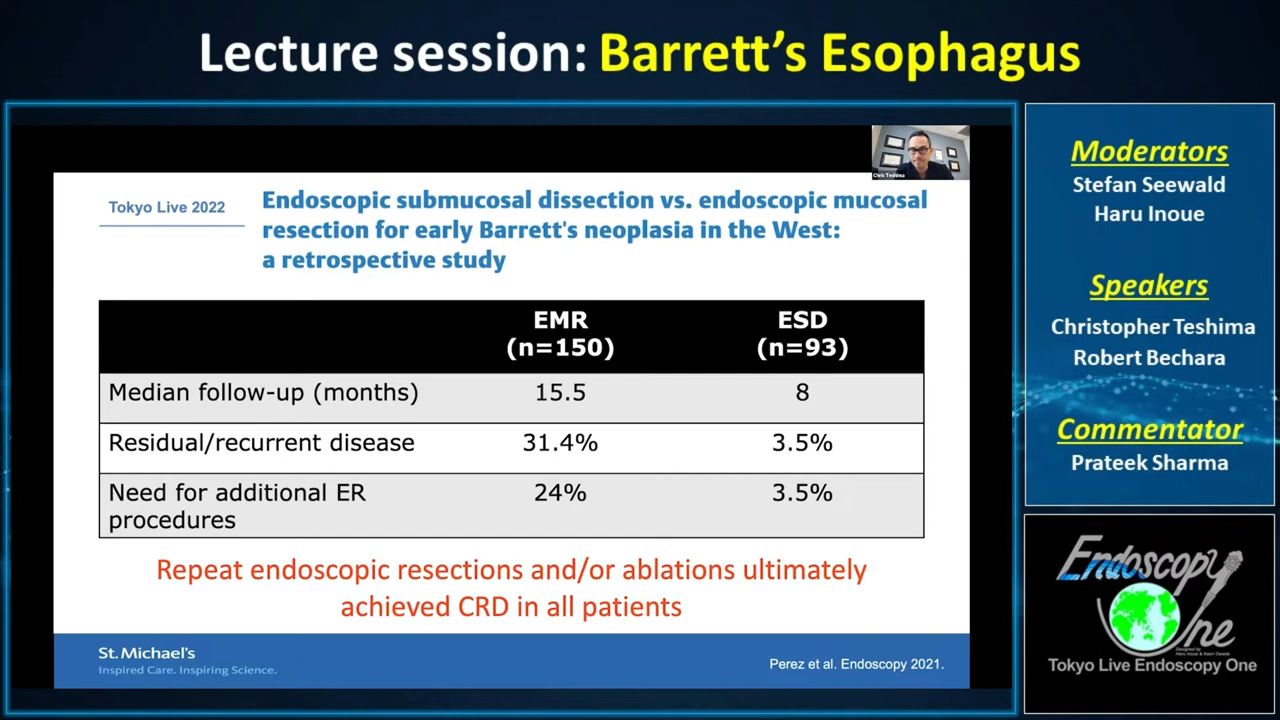 Lecture session: Barrett’s Esophagus
Chris Teshima
Tokyo Live 2022
Endoscopic submucosal dissection vs. endoscopic mucosal
resection for early Barrett's neoplasia in the West:
a retrospective study
EMR ESD
(n=150) (n=93)
Median follow-up (months) 15.5 8
Residual/recurrent disease 31.4% 3.5%
Need for additional ER 24% 3.5%
procedures
Repeat endoscopic resections and/or ablations ultimately
achieved CRD in all patients
St. Michael's
Inspired Care. Inspiring Science.
Perez et al. Endoscopy 2021.
Moderators
Stefan Seewald
Haru Inoue
Speakers
Christopher Teshima
Robert Bechara
Commentator
Prateek Sharma
Endoscopy
One
Tokyo Live Endoscopy One